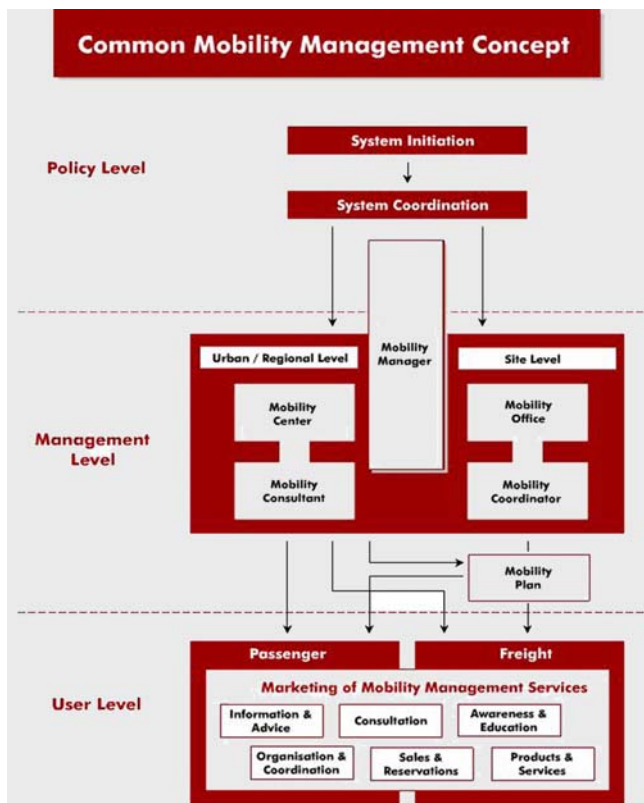 Common Mobility Management Concept
System Initiation
Policy Level
System Coordination
Mobility
Manager
Urban / Regional Level
Site Level
Mobility
Center
Mobility
Office
Management
Level
Mobility
Consultant
Mobility
Coordinator
Mobility
Plan
Passenger
Freight
Marketing of Mobility Management Services
User Level
Information &
Advice
Consultation
Awareness &
Education
Organisation &
Coordination
Sales &
Reservations
Products &
Services